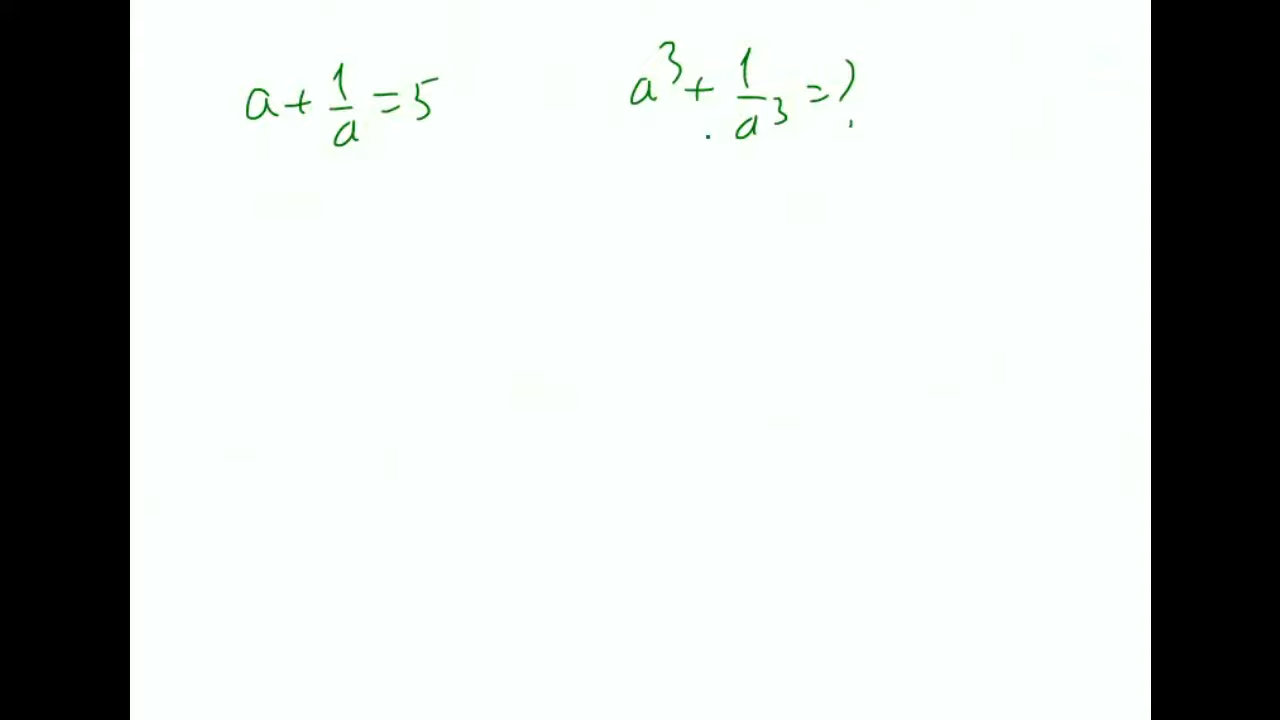 a + 1/a = 5    a³ + 1/a³ = ?